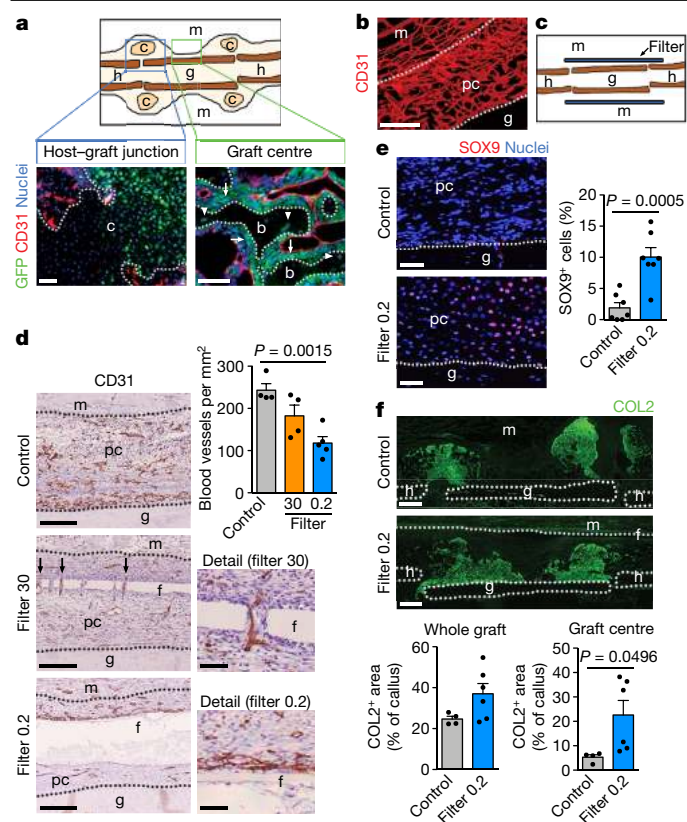 a
m
c
c
h
g
h
c
c
m
Host–graft junction
Graft centre
GFP CD31 Nuclei
c
b
b
b
CD31
m
pc
g
c
m
Filter
h
g
h
m
e
SOX9 Nuclei
Control
pc
g
Filter 0.2
pc
g
SOX9+ cells (%)
20
15
10
5
0
P = 0.0005
Control
Filter 0.2
d
CD31
Control
m
pc
g
Blood vessels per mm2
300
200
100
0
P = 0.0015
Control
30
0.2
Filter
Filter 30
m
f
pc
g
Detail (filter 30)
f
Filter 0.2
m
f
pc
g
Detail (filter 0.2)
f
f
COL2
Control
m
h
g
h
Filter 0.2
m
f
h
g
h
Whole graft
COL2+ area
(% of callus)
60
40
20
0
Control
Filter 0.2
Graft centre
P = 0.0496
COL2+ area
(% of callus)
50
40
30
20
10
0
Control
Filter 0.2